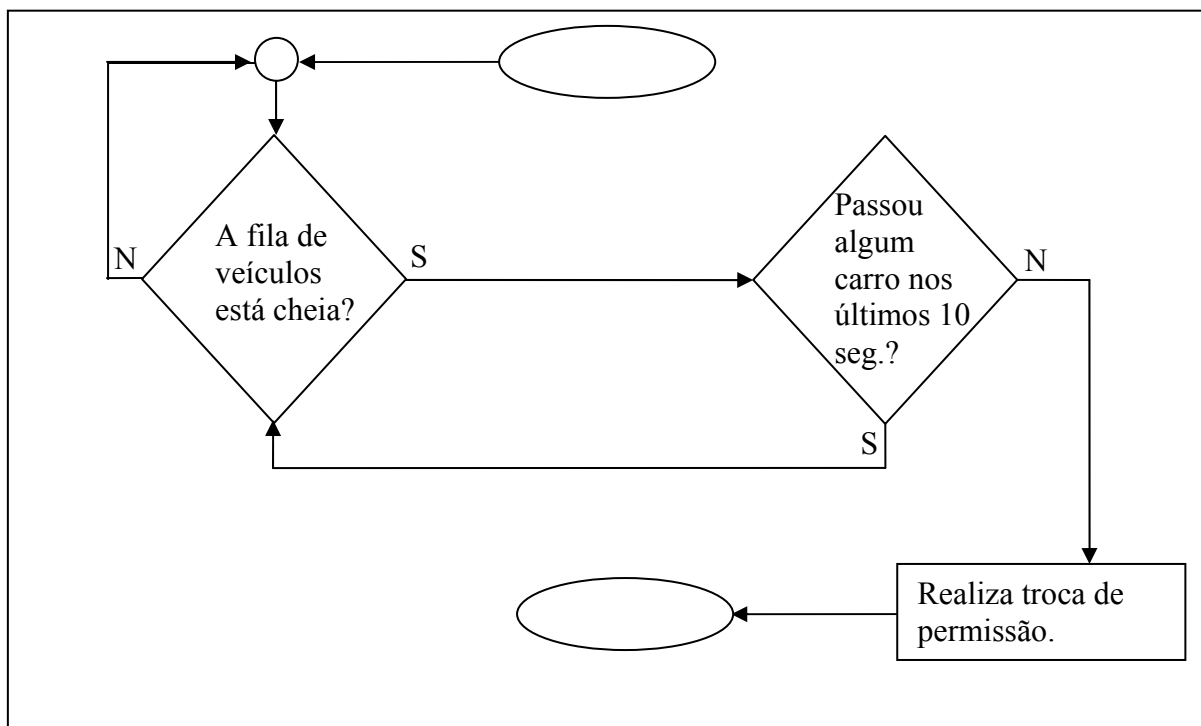 A fila de
veículos
está cheia?
N
S
Passou
algum
carro nos
últimos 10
seg.?
N
S
Realiza troca de
permissão.